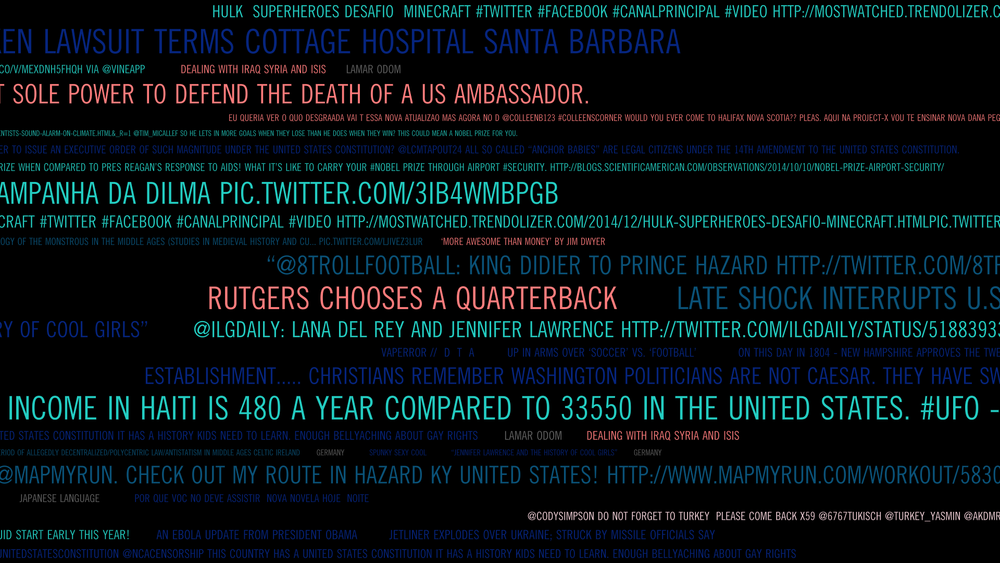 HULK SUPERHEROES DESAFIO MINECRAFT #TWITTER #FACEBOOK #CANALPRINCIPAL #VIDEO HTTP://MOSTWATCHED.TRENDOLIZER.C
LEN LAWSUIT TERMS COTTAGE HOSPITAL SANTA BARBARA
CO/V/MEXDNH5FHQH VIA @VINEAPP DEALING WITH IRAQ SYRIA AND ISIS LAMAR ODOM
T SOLE POWER TO DEFEND THE DEATH OF A US AMBASSADOR.
EU QUERIA VER O QUO DESGRAADA VAI T ESSA NOVA ATUALIZAO MAS AGORA NO D @COLLEENB123 #COLLEENSCORNER WOULD YOU EVER COME TO HALIFAX NOVA SCOTIA?? PLEAS. AQUI NA PROJECT-X VOU TE ENSINAR NOVA DANA PEG
ENTISTS-SOUND-ALARM-ON-CLIMATE.HTML&_R=1 @TIM_MICALLEF SO HE LETS IN MORE GOALS WHEN THEY LOSE THAN HE DOES WHEN THEY WIN? THIS COULD MEAN A NOBEL PRIZE FOR YOU.
ER TO ISSUE AN EXECUTIVE ORDER OF SUCH MAGNITUDE UNDER THE UNITED STATES CONSTITUTION! @LCMTAPOUT24 ALL SO CALLED "ANCHOR BABIES" ARE LEGAL CITIZENS UNDER THE 14TH AMENDMENT TO THE UNITED STATES CONSTITUTION.
RIZE WHEN COMPARED TO PRES REAGAN'S RESPONSE TO AIDS! WHAT IT'S LIKE TO CARRY YOUR #NOBEL PRIZE THROUGH AIRPORT #SECURITY. HTTP://BLOGS.SCIENTIFICAMERICAN.COM/OBSERVATIONS/2014/10/10/NOBEL-PRIZE-AIRPORT-SECURITY/
AMPANHA DA DILMA PIC.TWITTER.COM/3IB4WMBPGB
CRAFT #TWITTER #FACEBOOK #CANALPRINCIPAL #VIDEO HTTP://MOSTWATCHED.TRENDOLIZER.COM/2014/12/HULK-SUPERHEROES-DESAFIO-MINECRAFT.HTMLPIC.TWITTER
OGY OF THE MONSTROUS IN THE MIDDLE AGES (STUDIES IN MEDIEVAL HISTORY AND CU... PIC.TWITTER.COM/LJIVEZ3LUR 'MORE AWESOME THAN MONEY' BY JIM DWYER
"@8TROLLFOOTBALL: KING DIDIER TO PRINCE HAZARD HTTP://TWITTER.COM/8TF
RUTGERS CHOOSES A QUARTERBACK LATE SHOCK INTERRUPTS U.S
RY OF COOL GIRLS" @ILGDAILY: LANA DEL REY AND JENNIFER LAWRENCE HTTP://TWITTER.COM/ILGDAILY/STATUS/51883933
VAPERROR // D T A UP IN ARMS OVER 'SOCCER' VS. 'FOOTBALL' ON THIS DAY IN 1804 - NEW HAMPSHIRE APPROVES THE TWE
ESTABLISHMENT..... CHRISTIANS REMEMBER WASHINGTON POLITICIANS ARE NOT CAESAR. THEY HAVE SW
INCOME IN HAITI IS 480 A YEAR COMPARED TO 33550 IN THE UNITED STATES. #UFO -
TED STATES CONSTITUTION IT HAS A HISTORY KIDS NEED TO LEARN. ENOUGH BELLYACHING ABOUT GAY RIGHTS LAMAR ODOM DEALING WITH IRAQ SYRIA AND ISIS
RIOD OF ALLEGEDLY DECENTRALIZED/POLYCENTRIC LAW/ANTISTATISM IN MIDDLE AGES CELTIC IRELAND GERMANY SPUNKY SEXY COOL "JENNIFER LAWRENCE AND THE HISTORY OF COOL GIRLS" GERMANY
@MAPMYRUN. CHECK OUT MY ROUTE IN HAZARD KY UNITED STATES! HTTP://WWW.MAPMYRUN.COM/WORKOUT/5830
JAPANESE LANGUAGE POR QUE VOC NO DEVE ASSISTIR NOVA NOVELA HOJE NOITE
@CODYSIMPSON DO NOT FORGET TO TURKEY PLEASE COME BACK X59 @6767TUKISCH @TURKEY_YASMIN @AKDMR
UID START EARLY THIS YEAR! AN EBOLA UPDATE FROM PRESIDENT OBAMA JETLINER EXPLODES OVER UKRAINE; STRUCK BY MISSILE OFFICIALS SAY
UNITEDSTATESCONSTITUTION @NCACENSORSHIP THIS COUNTRY HAS A UNITED STATES CONSTITUTION IT HAS A HISTORY KIDS NEED TO LEARN. ENOUGH BELLYACHING ABOUT GAY RIGHTS